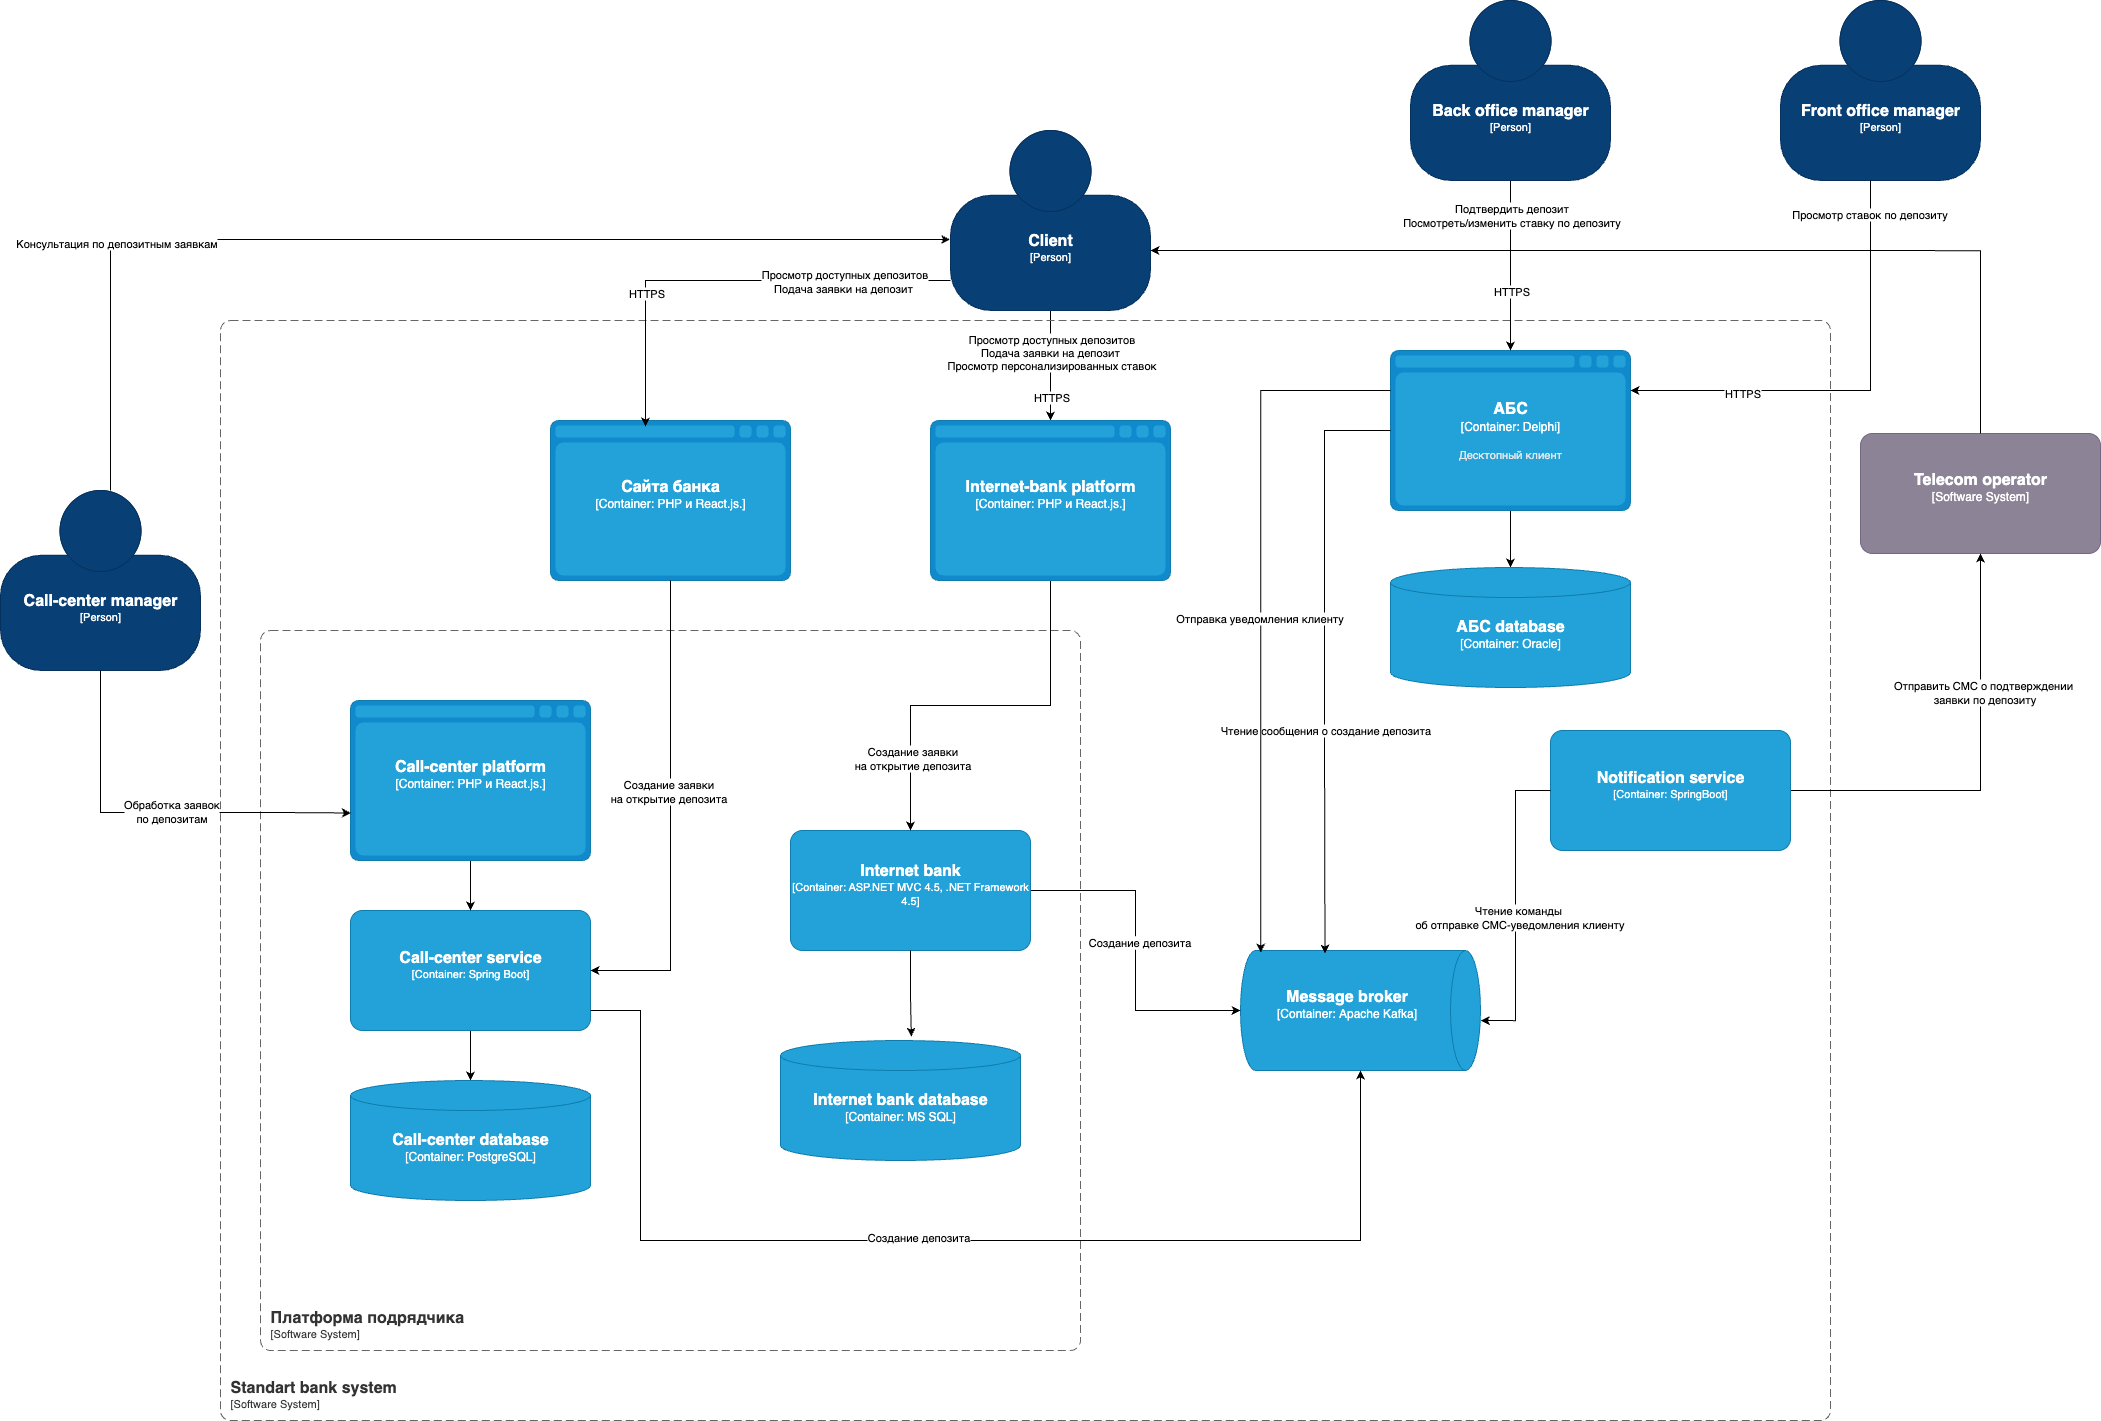 Back office manager
[Person]
Front office manager
[Person]
Client
[Person]
Подтвердить депозит
Посмотреть/изменить ставку по депозиту
Просмотр ставок по депозиту
Консультация по депозитным заявкам
Просмотр доступных депозитов
Подача заявки на депозит
HTTPS
HTTPS
Просмотр доступных депозитов
Подача заявки на депозит
Просмотр персонализированных ставок
HTTPS
HTTPS
АБС
[Container: Delphi]
Десктопный клиент
Сайта банка
[Container: PHP и React.js.]
Internet-bank platform
[Container: PHP и React.js.]
Telecom operator
[Software System]
Call-center manager
[Person]
Отправка уведомления клиенту
АБС database
[Container: Oracle]
Отправить СМС о подтверждении
заявки по депозиту
Чтение сообщения о создание депозита
Call-center platform
[Container: PHP и React.js.]
Создание заявки
на открытие депозита
Создание заявки
на открытие депозита
Notification service
[Container: SpringBoot]
Обработка заявок
по депозитам
Internet bank
[Container: ASP.NET MVC 4.5, .NET Framework
4.5]
Чтение команды
об отправке СМС-уведомления клиенту
Создание депозита
Call-center service
[Container: Spring Boot]
Message broker
[Container: Apache Kafka]
Internet bank database
[Container: MS SQL]
Call-center database
[Container: PostgreSQL]
Создание депозита
Платформа подрядчика
[Software System]
Standart bank system
[Software System]